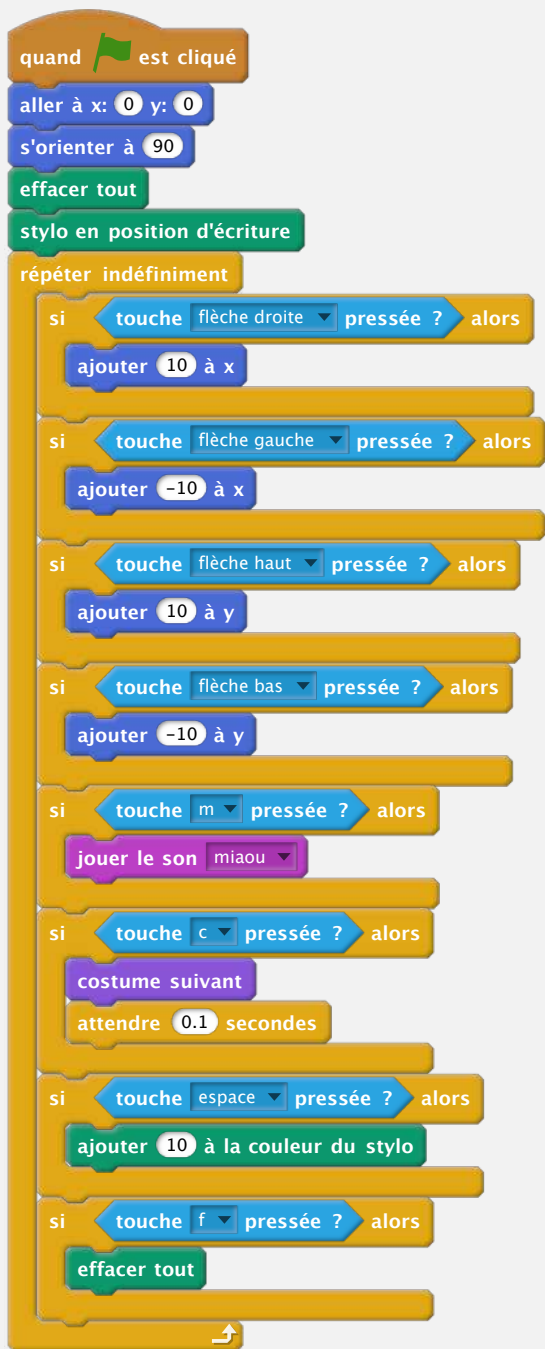 quand est cliqué
aller à x: 0 y: 0
s'orienter à 90
effacer tout
stylo en position d'écriture
répéter indéfiniment
si touche flèche droite pressée ? alors
ajouter 10 à x
si touche flèche gauche pressée ? alors
ajouter -10 à x
si touche flèche haut pressée ? alors
ajouter 10 à y
si touche flèche bas pressée ? alors
ajouter -10 à y
si touche m pressée ? alors
jouer le son miaou
si touche c pressée ? alors
costume suivant
attendre 0.1 secondes
si touche espace pressée ? alors
ajouter 10 à la couleur du stylo
si touche f pressée ? alors
effacer tout